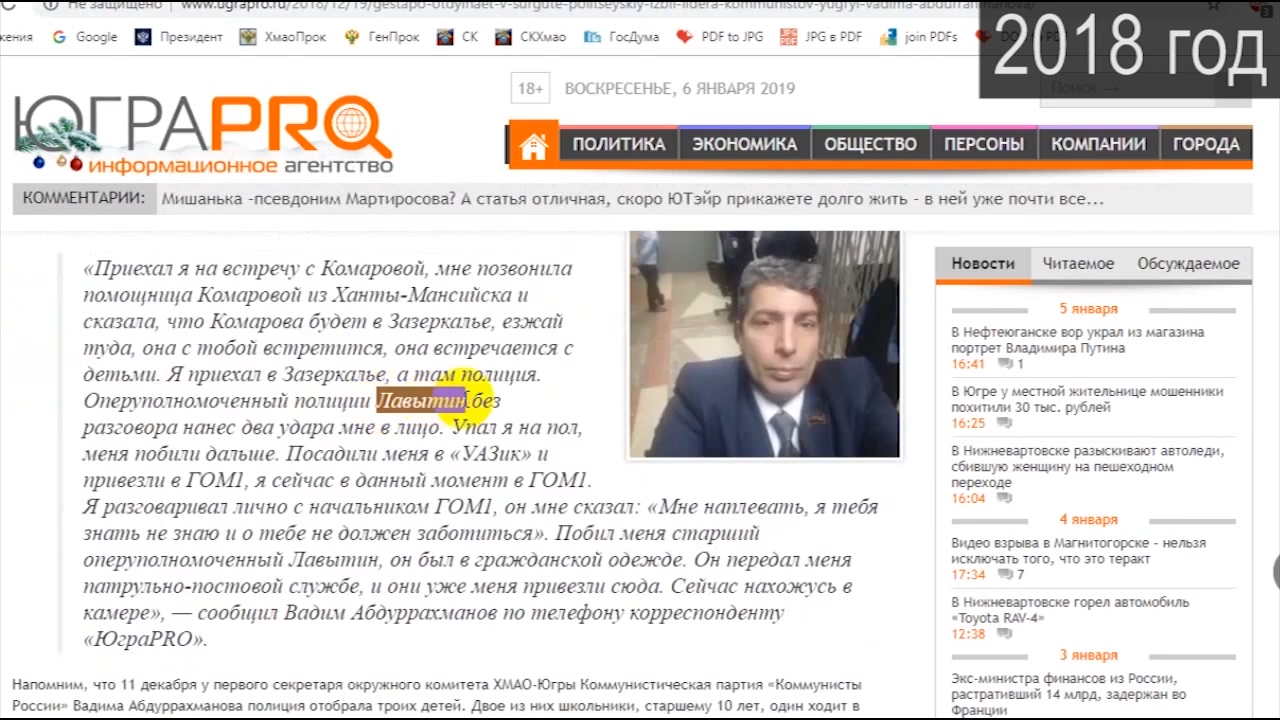 Не защищено
www.ugrapro.ru/2018/12/19/gestapo-otdyihaet-v-surgute-politseyskiy-izbil-lidera-kommunistov-yugryi-vadima-abdurrahmanova/
2018 год
Google
Президент
ХмаоПрок
ГенПрок
СК
СКХмао
ГосДума
PDF to JPG
JPG в PDF
join PDFs
ЮГРАPRO
информационное агентство
18+
ВОСКРЕСЕНЬЕ, 6 ЯНВАРЯ 2019
Поиск →
ПОЛИТИКА
ЭКОНОМИКА
ОБЩЕСТВО
ПЕРСОНЫ
КОМПАНИИ
ГОРОДА
КОММЕНТАРИИ:
Мишанька -псевдоним Мартиросова? А статья отличная, скоро ЮТэйр прикажете долго жить - в ней уже почти все...
«Приехал я на встречу с Комаровой, мне позвонила
помощница Комаровой из Ханты-Мансийска и
сказала, что Комарова будет в Зазеркалье, езжай
туда, она с тобой встретится, она встречается с
детьми. Я приехал в Зазеркалье, а там полиция.
Оперуполномоченный полиции Лавытин без
разговора нанес два удара мне в лицо. Упал я на пол,
меня побили дальше. Посадили меня в «УАЗик» и
привезли в ГОМ1, я сейчас в данный момент в ГОМ1.
Я разговаривал лично с начальником ГОМ1, он мне сказал: «Мне наплевать, я тебя
знать не знаю и о тебе не должен заботиться». Побил меня старший
оперуполномоченный Лавытин, он был в гражданской одежде. Он передал меня
патрульно-постовой службе, и они уже меня привезли сюда. Сейчас нахожусь в
камере», — сообщил Вадим Абдуррахманов по телефону корреспонденту
«ЮграPRO».
Напомним, что 11 декабря у первого секретаря окружного комитета ХМАО-Югры Коммунистическая партия «Коммунисты
России» Вадима Абдуррахманова полиция отобрала троих детей. Двое из них школьники, старшему 10 лет, один ходит в
Новости
Читаемое
Обсуждаемое
5 января
В Нефтеюганске вор украл из магазина
портрет Владимира Путина
16:41 1
В Югре у местной жительнице мошенники
похитили 30 тыс. рублей
16:25
В Нижневартовске разыскивают автоледи,
сбившую женщину на пешеходном
переходе
16:04
4 января
Видео взрыва в Магнитогорске - нельзя
исключать того, что это теракт
17:34 7
В Нижневартовске горел автомобиль
«Toyota RAV-4»
12:38
3 января
Экс-министра финансов из России,
растративший 14 млрд, задержан во
Франции